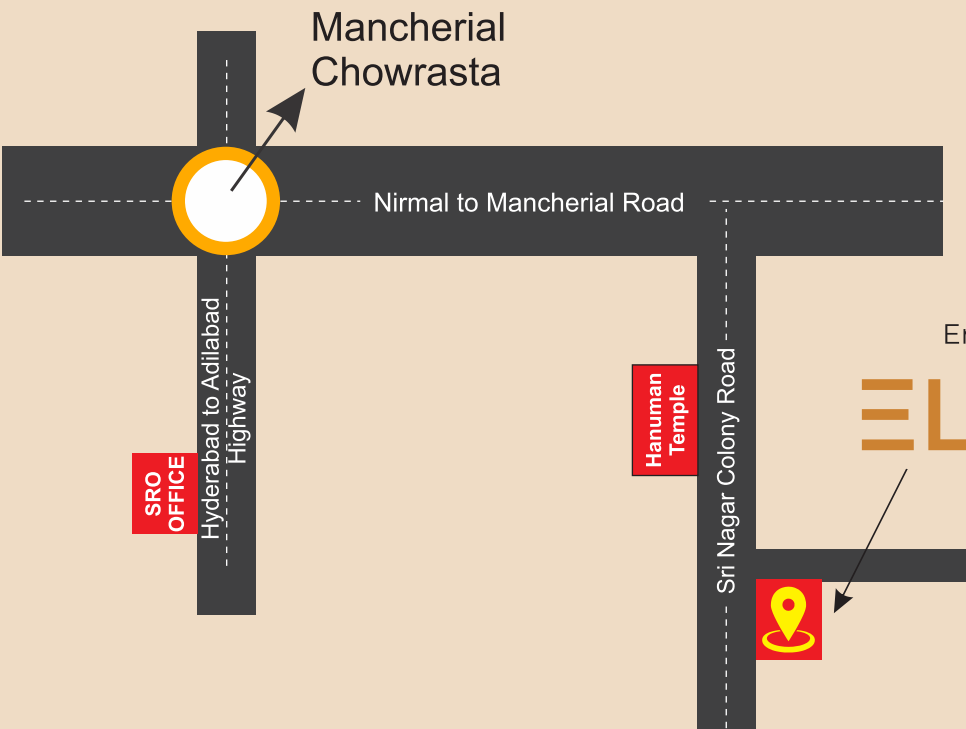 Mancherial
Chowrasta
Nirmal to Mancherial Road
Hyderabad to Adilabad
Highway
SRO
OFFICE
Hanuman
Temple
Sri Nagar Colony Road